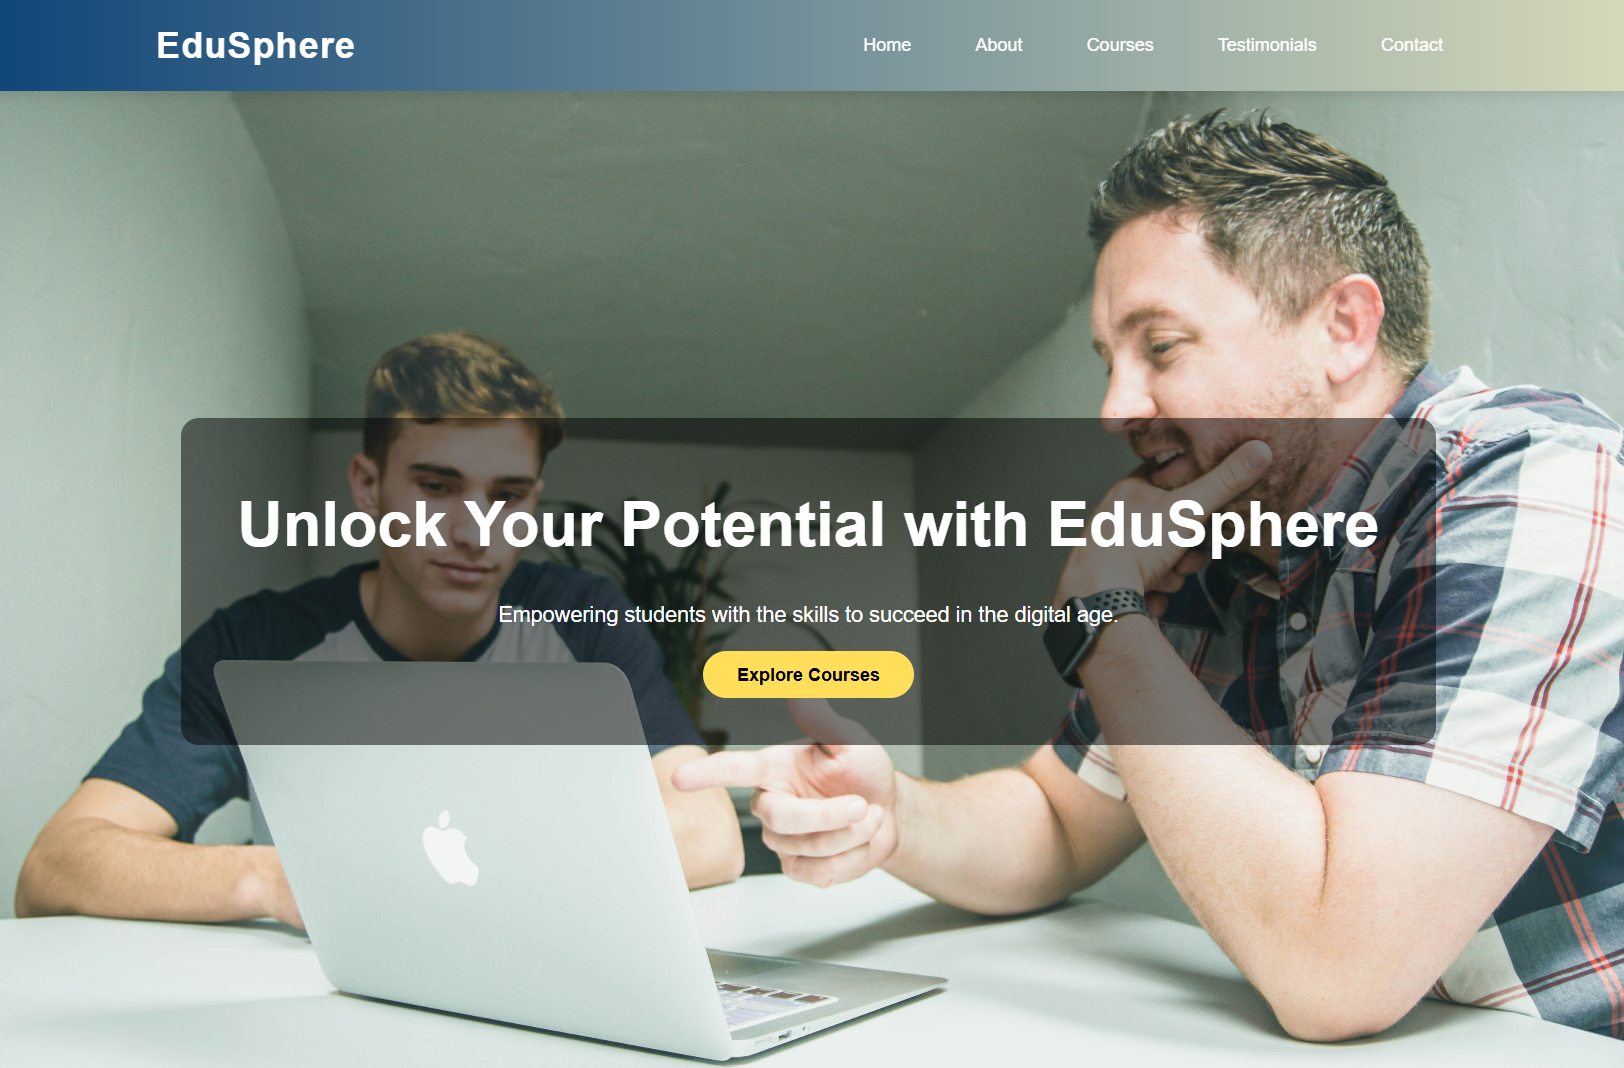 EduSphere
Home About Courses Testimonials Contact
Unlock Your Potential with EduSphere
Empowering students with the skills to succeed in the digital age.
Explore Courses